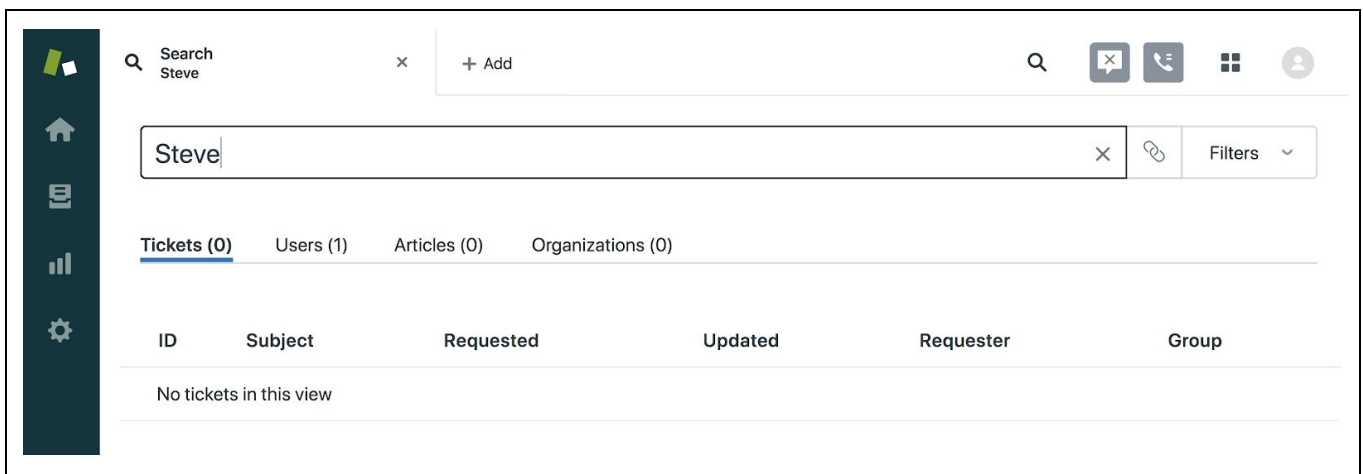 Search
Steve
+ Add
Steve
Filters
Tickets (0) Users (1) Articles (0) Organizations (0)
ID Subject Requested Updated Requester Group
No tickets in this view